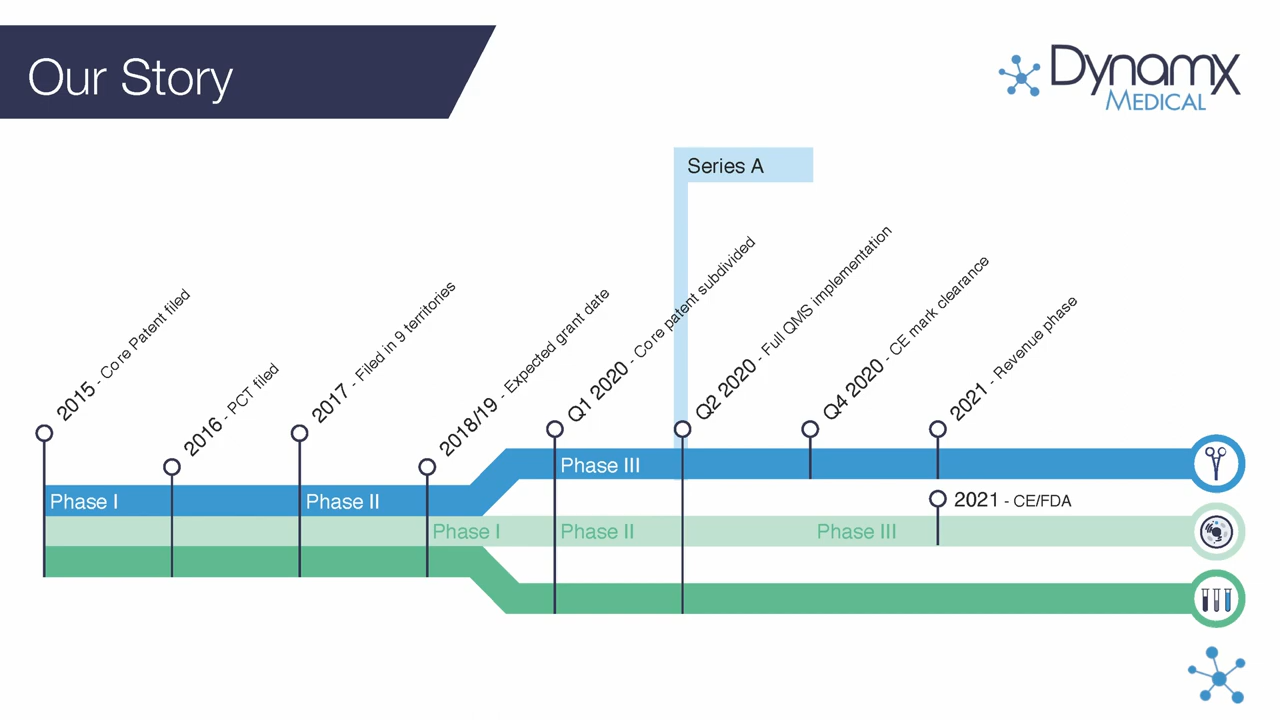 Our Story
Dynamx
MEDICAL
Series A
2015 - Core Patent filed
2016 - PCT filed
2017 - Filed in 9 territories
2018/19 - Expected grant date
Q1 2020 - Core patent subdivided
Q2 2020 - Full QMS implementation
Q4 2020 - CE mark clearance
2021 - Revenue phase
Phase I
Phase II
Phase III
2021 - CE/FDA
Phase I
Phase II
Phase III